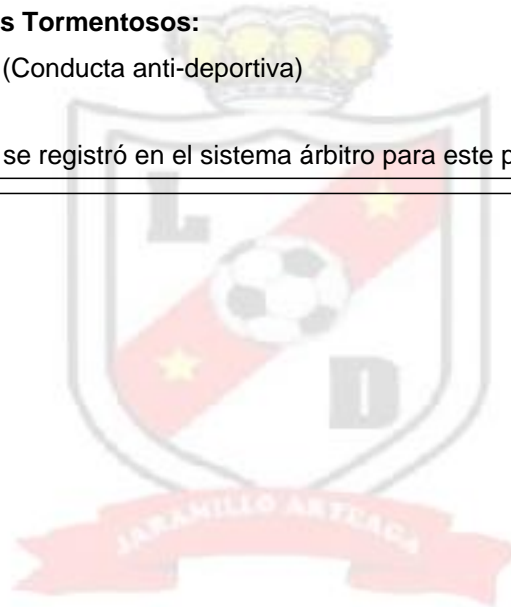 s Tormentosos:
(Conducta anti-deportiva)
se registró en el sistema árbitro para este p
L
D
JARAMILLO ARTEAGA